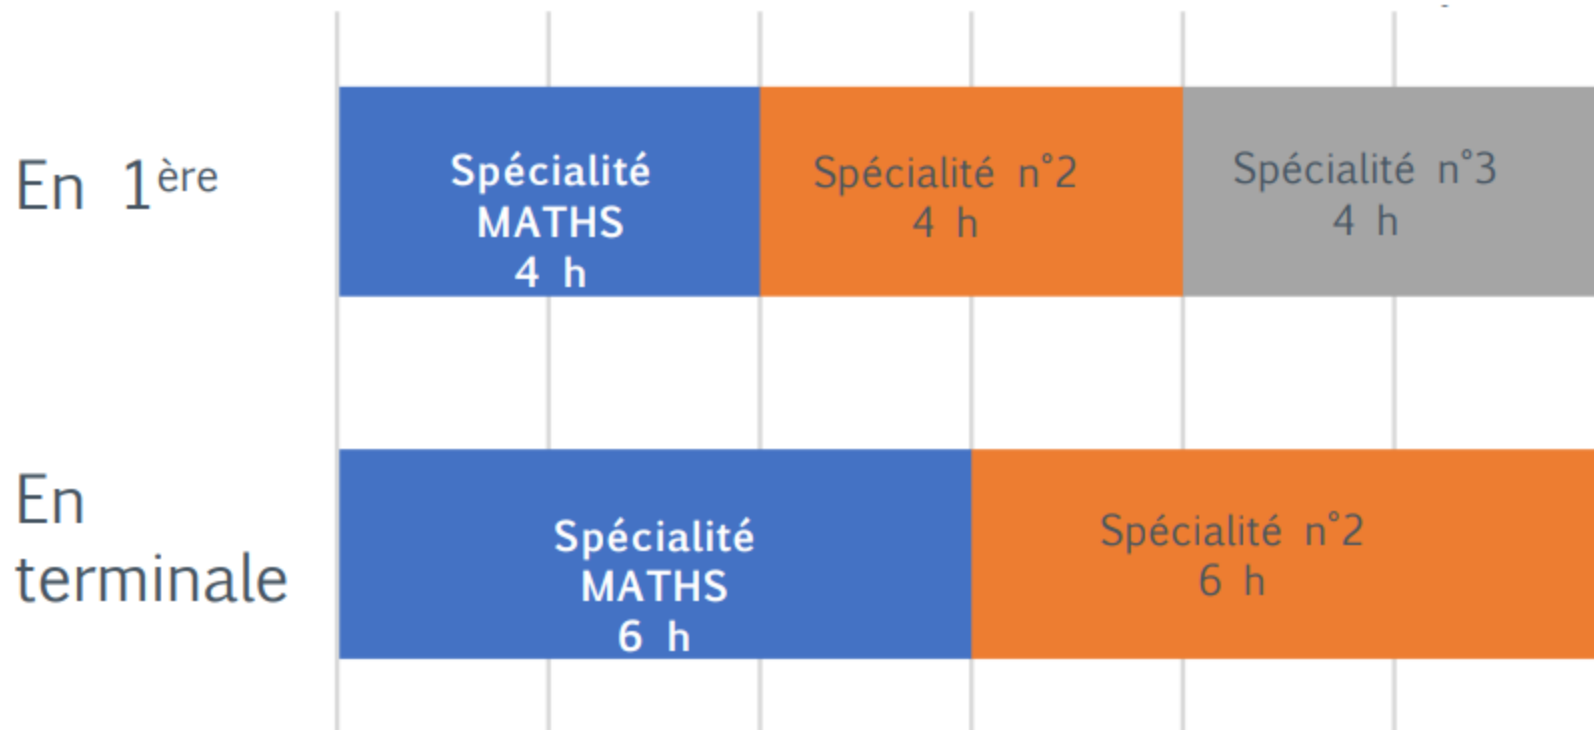 En 1ère
Spécialité
MATHS
4 h
Spécialité n°2
4 h
Spécialité n°3
4 h
En
terminale
Spécialité
MATHS
6 h
Spécialité n°2
6 h